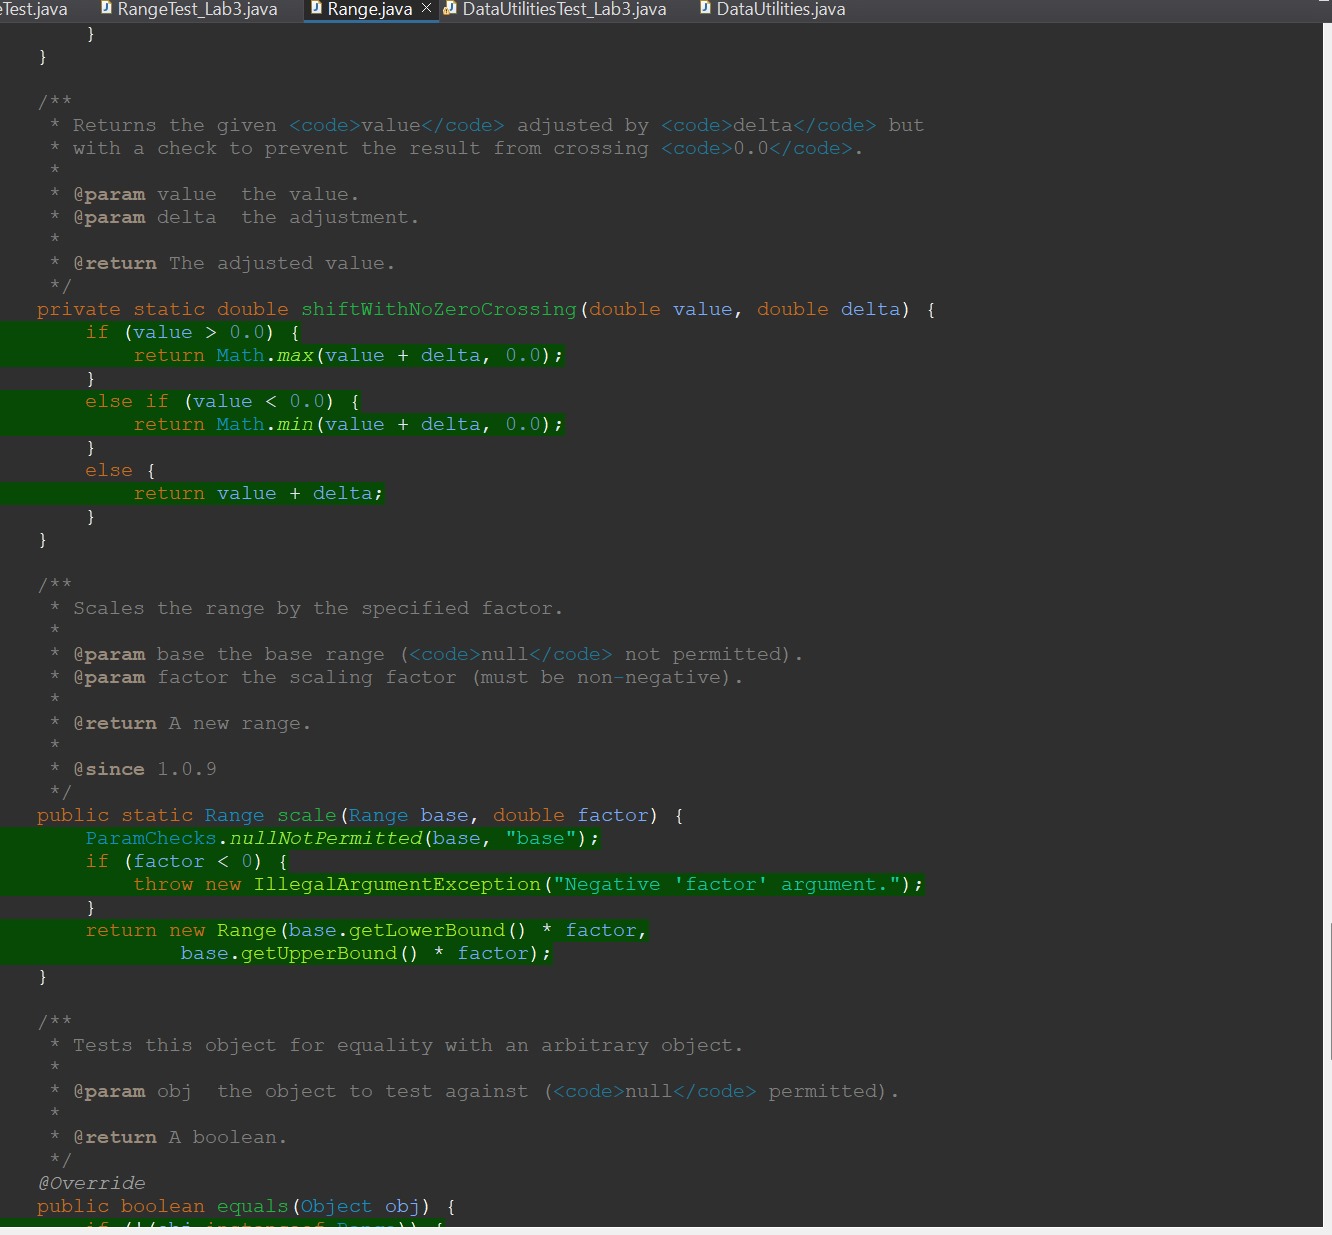 eTest.java RangeTest_Lab3.java Range.java DataUtilitiesTest_Lab3.java DataUtilities.java
}
}
/**
* Returns the given <code>value</code> adjusted by <code>delta</code> but
* with a check to prevent the result from crossing <code>0.0</code>.
*
* @param value  the value.
* @param delta  the adjustment.
*
* @return The adjusted value.
*/
private static double shiftWithNoZeroCrossing(double value, double delta) {
if (value > 0.0) {
return Math.max(value + delta, 0.0);
}
else if (value < 0.0) {
return Math.min(value + delta, 0.0);
}
else {
return value + delta;
}
}
/**
* Scales the range by the specified factor.
*
* @param base the base range (<code>null</code> not permitted).
* @param factor the scaling factor (must be non-negative).
*
* @return A new range.
*
* @since 1.0.9
*/
public static Range scale(Range base, double factor) {
ParamChecks.nullNotPermitted(base, "base");
if (factor < 0) {
throw new IllegalArgumentException("Negative 'factor' argument.");
}
return new Range(base.getLowerBound() * factor,
base.getUpperBound() * factor);
}
/**
* Tests this object for equality with an arbitrary object.
*
* @param obj  the object to test against (<code>null</code> permitted).
*
* @return A boolean.
*/
@Override
public boolean equals(Object obj) {
if (!(obj instanceof Range)) {